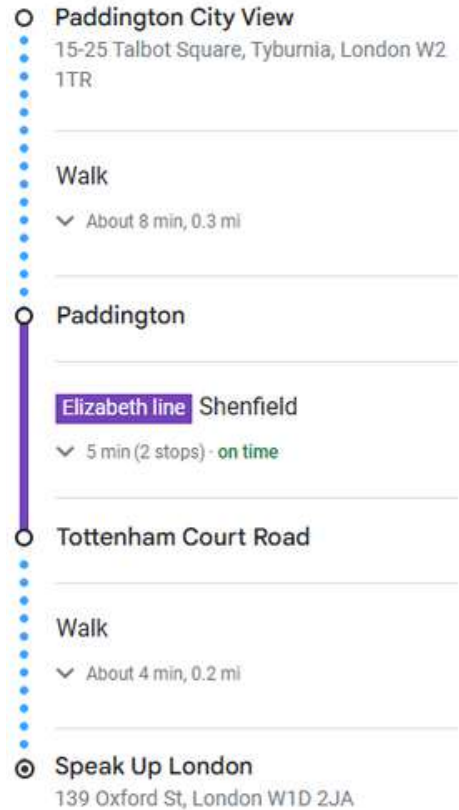 Paddington City View
15-25 Talbot Square, Tyburnia, London W2
1TR
Walk
About 8 min, 0.3 mi
Paddington
Elizabeth line Shenfield
5 min (2 stops) · on time
Tottenham Court Road
Walk
About 4 min, 0.2 mi
Speak Up London
139 Oxford St, London W1D 2JA